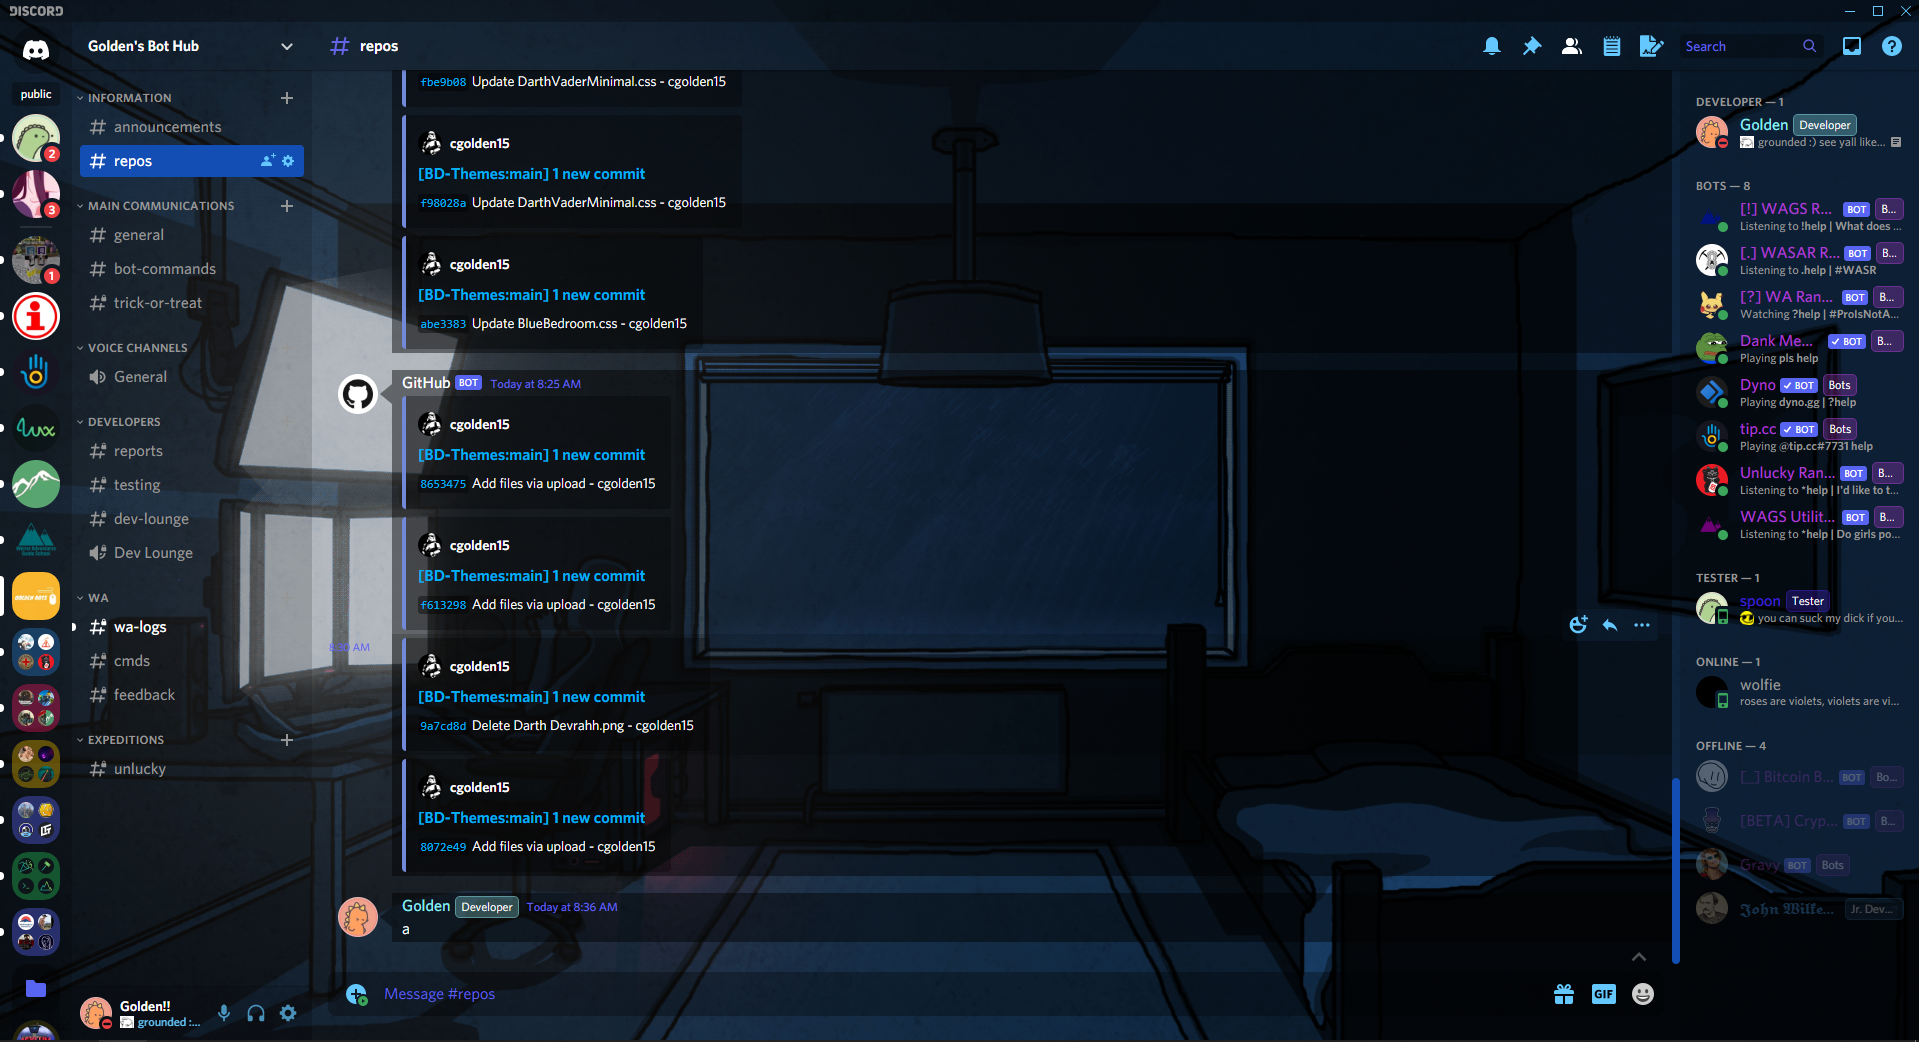 DISCORD
Golden's Bot Hub
repos
Search
public
INFORMATION
announcements
repos
MAIN COMMUNICATIONS
general
bot-commands
trick-or-treat
VOICE CHANNELS
General
DEVELOPERS
reports
testing
dev-lounge
Dev Lounge
WA
wa-logs
cmds
feedback
EXPEDITIONS
unlucky
2
3
1
lux
GOLDEN BOTS
Golden!!
grounded :...
fbe9b08 Update DarthVaderMinimal.css - cgolden15
cgolden15
[BD-Themes:main] 1 new commit
f98028a Update DarthVaderMinimal.css - cgolden15
cgolden15
[BD-Themes:main] 1 new commit
abe3383 Update BlueBedroom.css - cgolden15
GitHub BOT Today at 8:25 AM
cgolden15
[BD-Themes:main] 1 new commit
8653475 Add files via upload - cgolden15
cgolden15
[BD-Themes:main] 1 new commit
f613298 Add files via upload - cgolden15
cgolden15
[BD-Themes:main] 1 new commit
9a7cd8d Delete Darth Devrahh.png - cgolden15
cgolden15
[BD-Themes:main] 1 new commit
8072e49 Add files via upload - cgolden15
Golden Developer Today at 8:36 AM
a
Message #repos
GIF
DEVELOPER — 1
Golden Developer
grounded :) see yall like...
BOTS — 8
[!] WAGS R... BOT B...
Listening to !help | What does ...
[.] WASAR R... BOT B...
Listening to .help | #WASR
[?] WA Ran... BOT B...
Watching ?help | #ProIsNotA...
Dank Me... BOT B...
Playing pls help
Dyno BOT Bots
Playing dyno.gg | ?help
tip.cc BOT Bots
Playing @tip.cc#7731 help
Unlucky Ran... BOT B...
Listening to *help | I'd like to t...
WAGS Utilit... BOT B...
Listening to *help | Do girls po...
TESTER — 1
spoon Tester
you can suck my dick if you...
ONLINE — 1
wolfie
roses are violets, violets are vi...
OFFLINE — 4
[_] Bitcoin B... BOT Bo...
[BETA] Cryp... BOT B...
Gravy BOT Bots
John Wilke... Jr. Dev...